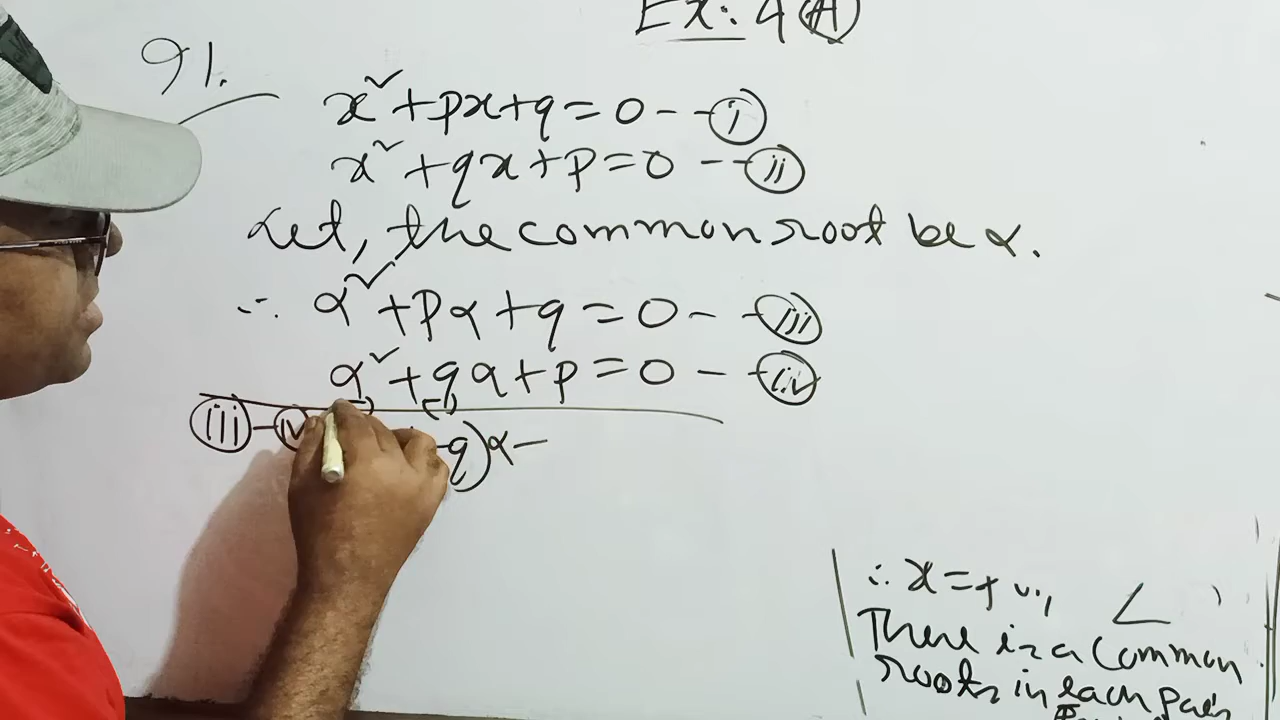 Ex: 4(A)
91.
x² + px + q = 0 -- (i)
x² + qx + p = 0 -- (ii)
Let, the common root be α.
∴ α² + pα + q = 0 -- (iii)
α² + qα + p = 0 -- (iv)
(iii) - (iv) q)α -
∴ x = +
There is a common
roots in each pair